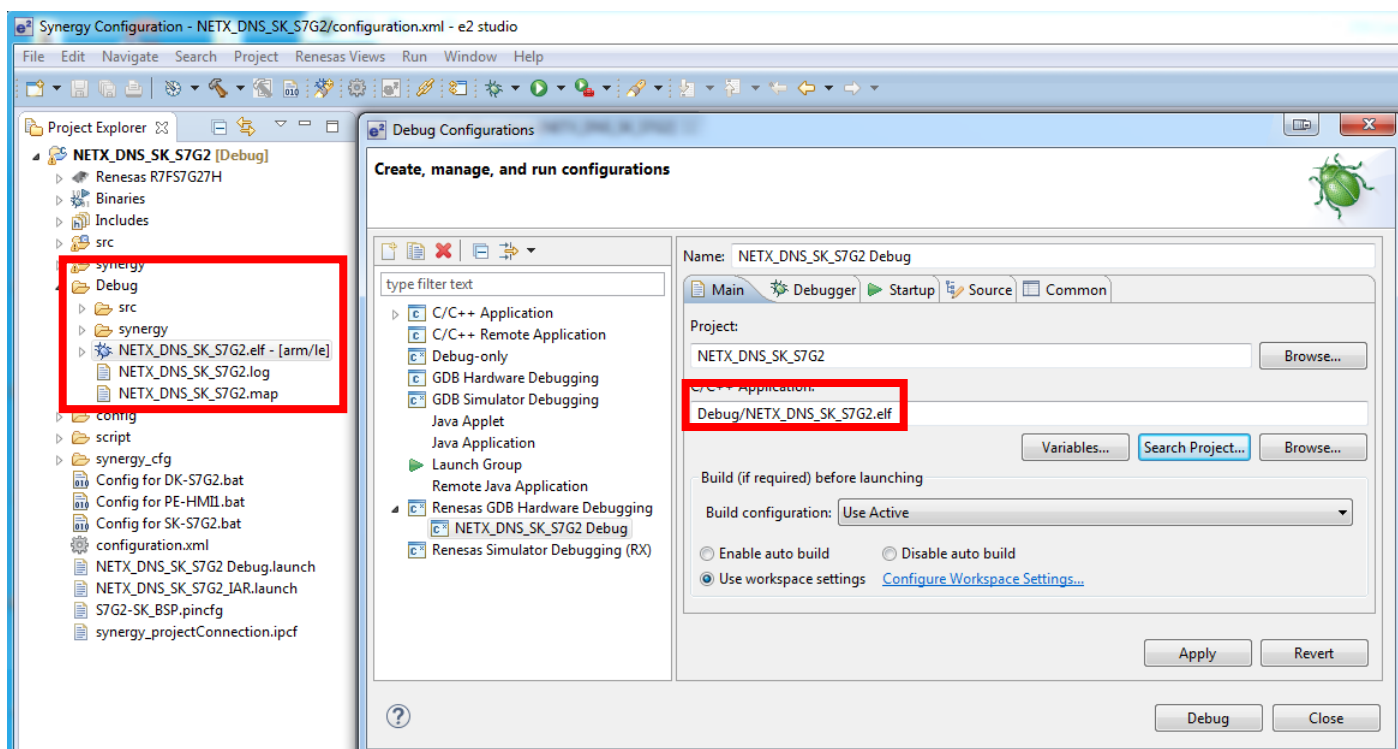 Synergy Configuration - NETX_DNS_SK_S7G2/configuration.xml - e2 studio
File Edit Navigate Search Project Renesas Views Run Window Help
Project Explorer
NETX_DNS_SK_S7G2 [Debug]
Renesas R7FS7G27H
Binaries
Includes
src
synergy
Debug
src
synergy
NETX_DNS_SK_S7G2.elf - [arm/le]
NETX_DNS_SK_S7G2.log
NETX_DNS_SK_S7G2.map
config
script
synergy_cfg
Config for DK-S7G2.bat
Config for PE-HMI1.bat
Config for SK-S7G2.bat
configuration.xml
NETX_DNS_SK_S7G2 Debug.launch
NETX_DNS_SK_S7G2_IAR.launch
S7G2-SK_BSP.pincfg
synergy_projectConnection.ipcf
Debug Configurations
Create, manage, and run configurations
type filter text
C/C++ Application
C/C++ Remote Application
Debug-only
GDB Hardware Debugging
GDB Simulator Debugging
Java Applet
Java Application
Launch Group
Remote Java Application
Renesas GDB Hardware Debugging
NETX_DNS_SK_S7G2 Debug
Renesas Simulator Debugging (RX)
Name: NETX_DNS_SK_S7G2 Debug
Main Debugger Startup Source Common
Project:
NETX_DNS_SK_S7G2 Browse...
C/C++ Application:
Debug/NETX_DNS_SK_S7G2.elf
Variables... Search Project... Browse...
Build (if required) before launching
Build configuration: Use Active
Enable auto build Disable auto build
Use workspace settings Configure Workspace Settings...
Apply Revert
Debug Close